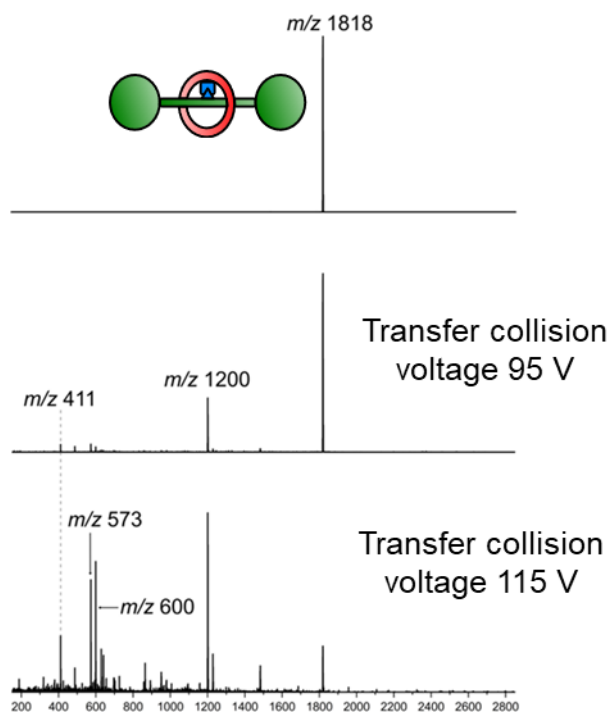 m/z 1818
Transfer collision
voltage 95 V
m/z 1200
m/z 411
m/z 573
m/z 600
Transfer collision
voltage 115 V
200 400 600 800 1000 1200 1400 1600 1800 2000 2200 2400 2600 2800